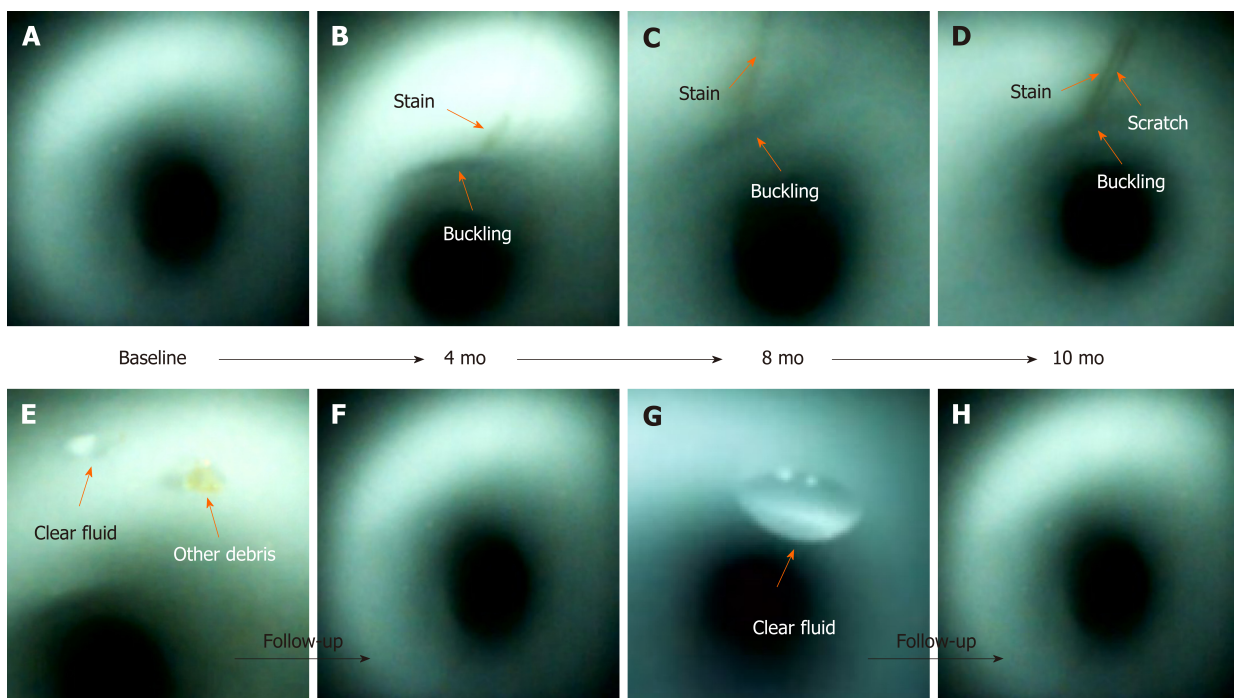 A
B
Stain
Buckling
C
Stain
Buckling
D
Stain
Scratch
Buckling
Baseline
4 mo
8 mo
10 mo
E
Clear fluid
Other debris
Follow-up
F
G
Clear fluid
Follow-up
H